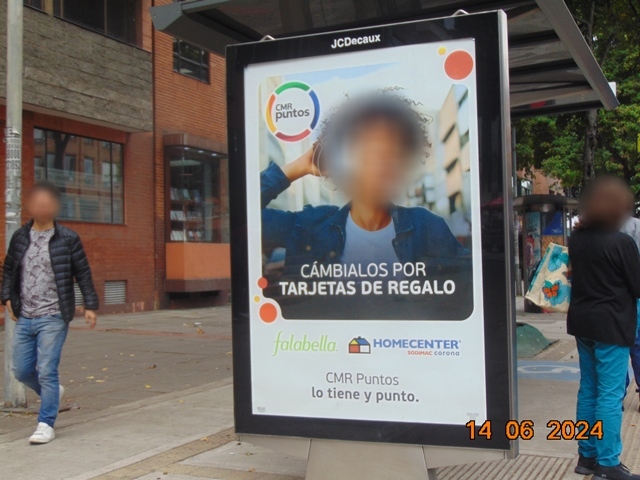 JCDecaux
CMR
puntos
CÁMBIALOS POR
TARJETAS DE REGALO
falabella.
HOMECENTER
SODIMAC corona
CMR Puntos
lo tiene y punto.
14 06 2024